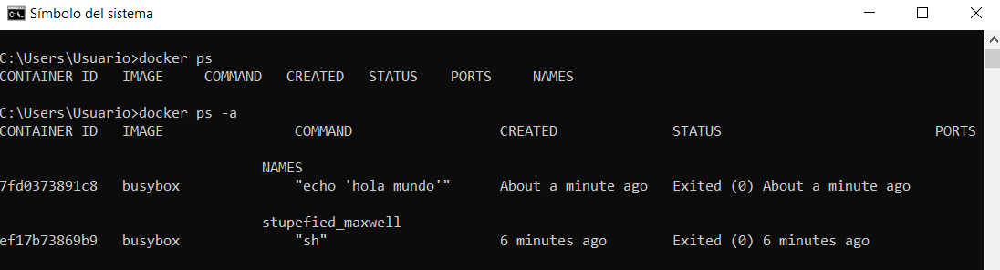 Símbolo del sistema
C:\Users\Usuario>docker ps
CONTAINER ID   IMAGE     COMMAND   CREATED   STATUS    PORTS     NAMES
C:\Users\Usuario>docker ps -a
CONTAINER ID   IMAGE                COMMAND                  CREATED              STATUS                          PORTS
NAMES
7fd0373891c8   busybox              "echo 'hola mundo'"      About a minute ago   Exited (0) About a minute ago
stupefied_maxwell
ef17b73869b9   busybox              "sh"                     6 minutes ago        Exited (0) 6 minutes ago